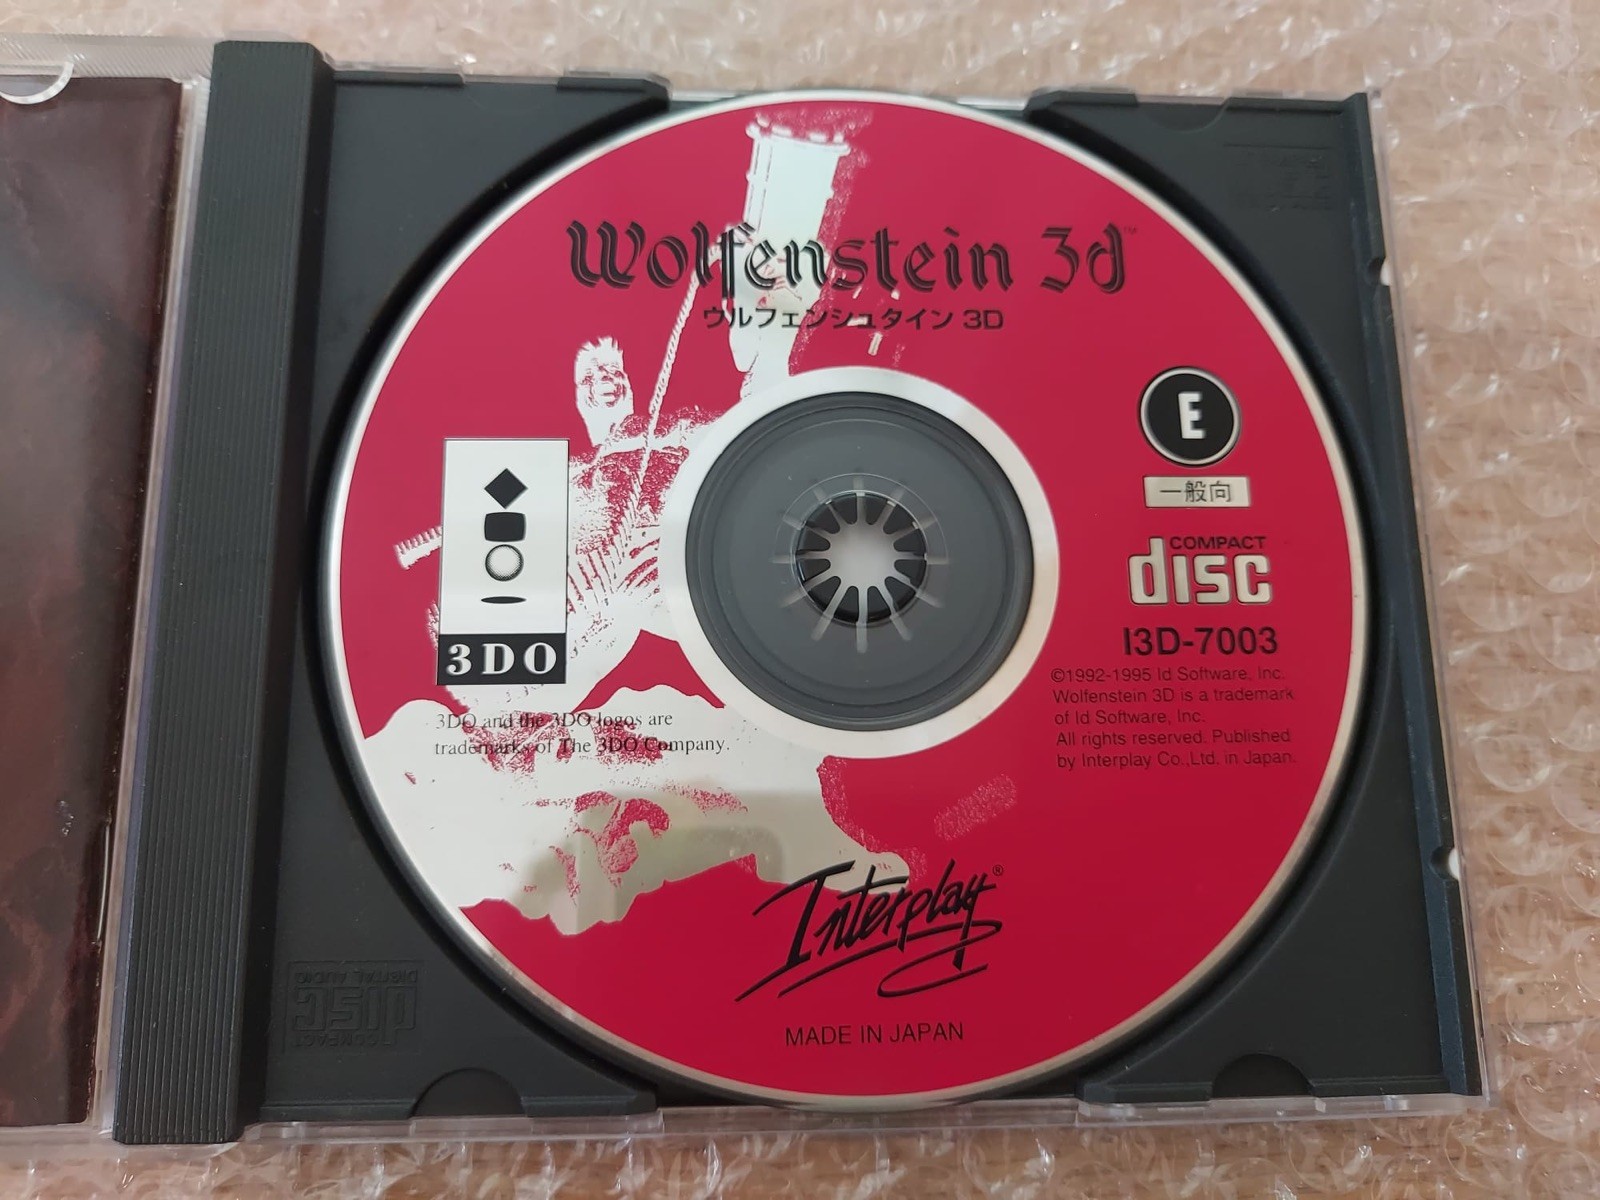 Wolfenstein 3d™
ウルフェンシュタイン 3D
E
一般向
3DO
COMPACT
disc
I3D-7003
©1992-1995 Id Software, Inc.
Wolfenstein 3D is a trademark
of Id Software, Inc.
All rights reserved. Published
by Interplay Co.,Ltd. in Japan.
3DO and the 3DO logos are
trademarks of The 3DO Company.
Interplay®
MADE IN JAPAN
COMPACT
disc
DIGITAL AUDIO